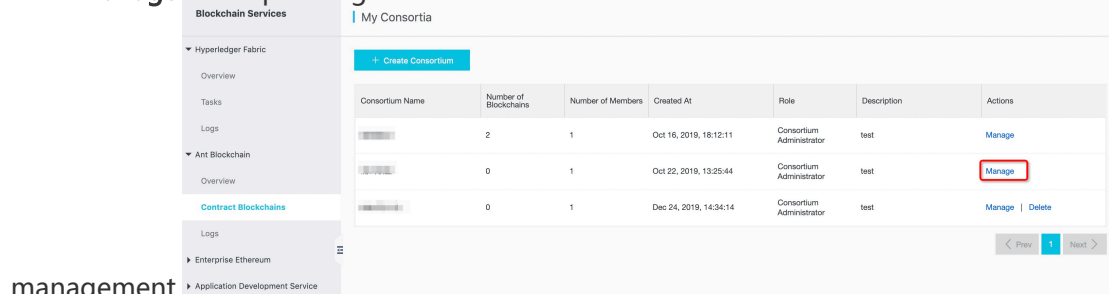 Blockchain Services
My Consortia
Hyperledger Fabric
Overview
Tasks
Logs
Ant Blockchain
Overview
Contract Blockchains
Logs
Enterprise Ethereum
Application Development Service
+ Create Consortium
Consortium Name Number of Blockchains Number of Members Created At Role Description Actions
2 1 Oct 16, 2019, 18:12:11 Consortium Administrator test Manage
0 1 Oct 22, 2019, 13:25:44 Consortium Administrator test Manage
0 1 Dec 24, 2019, 14:34:14 Consortium Administrator test Manage | Delete
Prev 1 Next
management